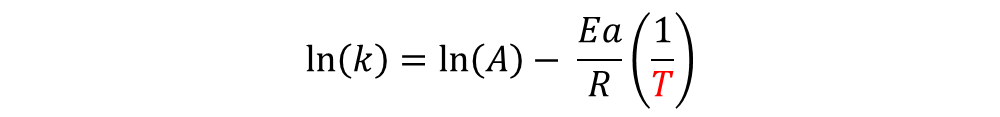 ln(k) = ln(A) − Ea/R (1/T)